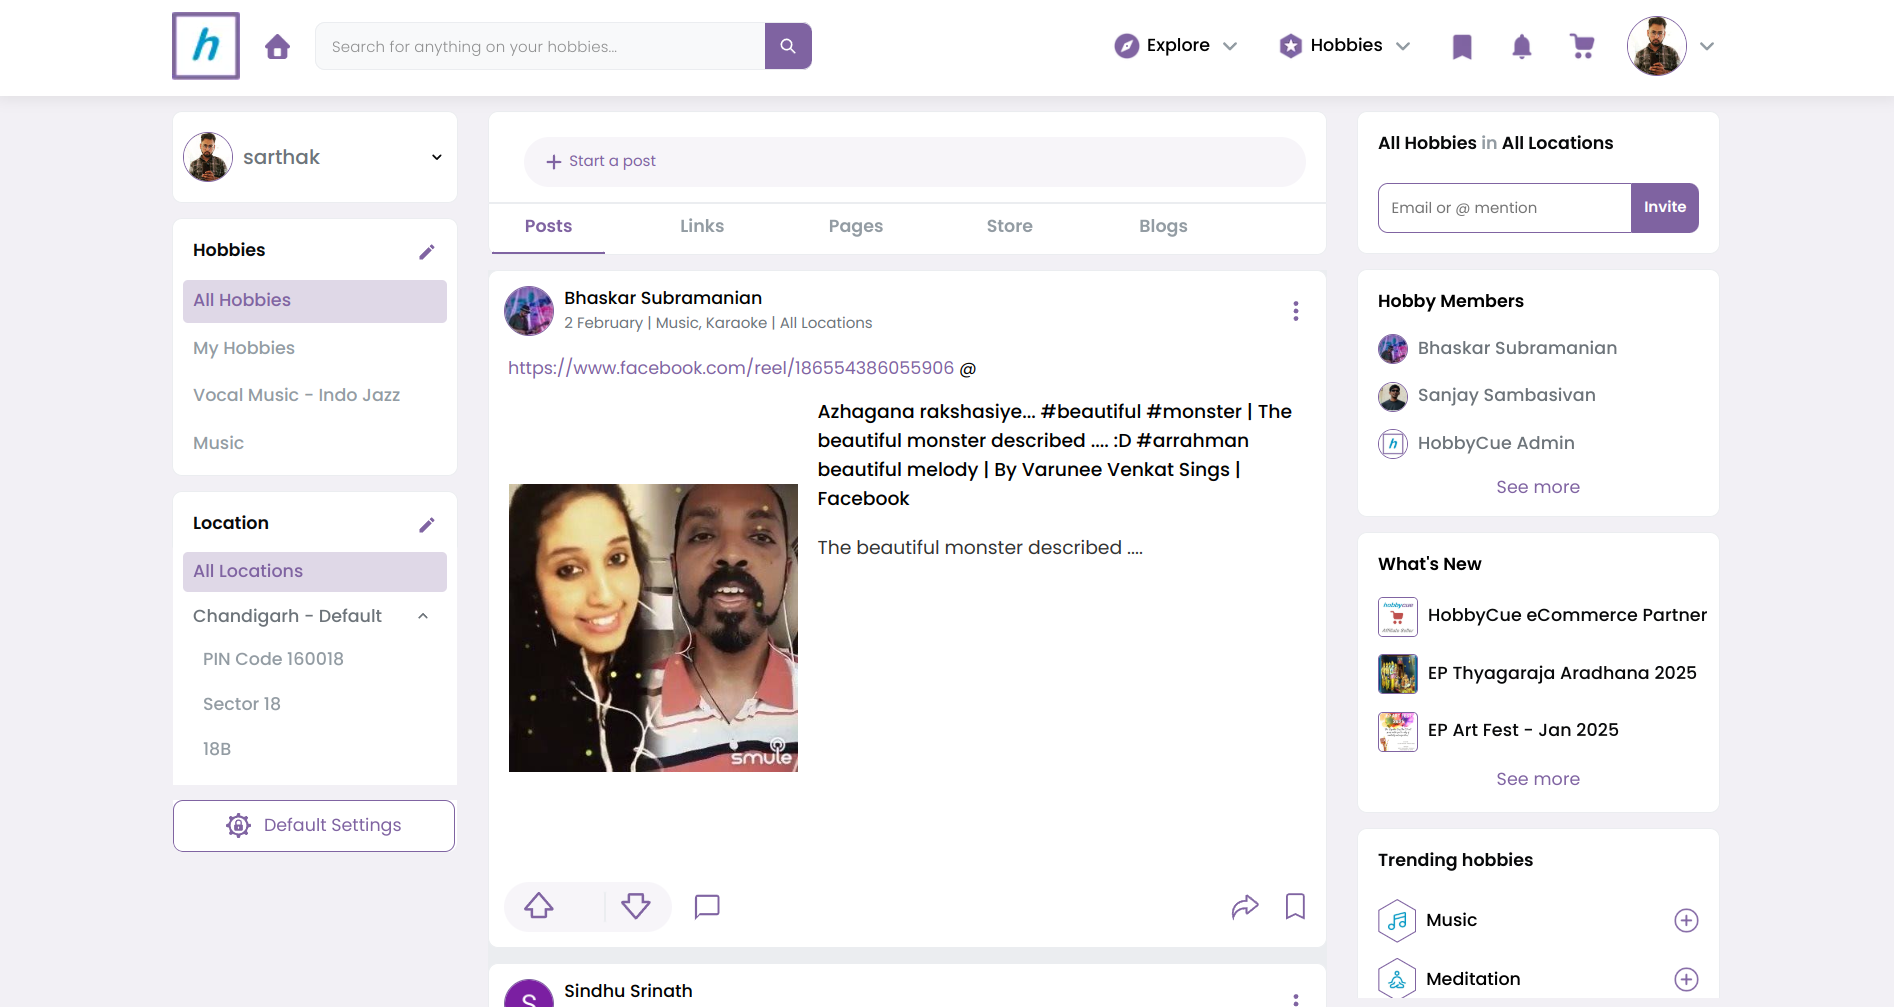 h
Search for anything on your hobbies...
Explore
Hobbies
sarthak
Hobbies
All Hobbies
My Hobbies
Vocal Music - Indo Jazz
Music
Location
All Locations
Chandigarh - Default
PIN Code 160018
Sector 18
18B
Default Settings
Start a post
Posts
Links
Pages
Store
Blogs
Bhaskar Subramanian
2 February | Music, Karaoke | All Locations
https://www.facebook.com/reel/186554386055906 @
Azhagana rakshasiye... #beautiful #monster | The
beautiful monster described .... :D #arrahman
beautiful melody | By Varunee Venkat Sings |
Facebook
The beautiful monster described ....
smule
S
Sindhu Srinath
All Hobbies in All Locations
Email or @ mention
Invite
Hobby Members
Bhaskar Subramanian
Sanjay Sambasivan
h
HobbyCue Admin
See more
What's New
hobbycue
HobbyCue eCommerce Partner
EP Thyagaraja Aradhana 2025
EP Art Fest - Jan 2025
See more
Trending hobbies
Music
Meditation